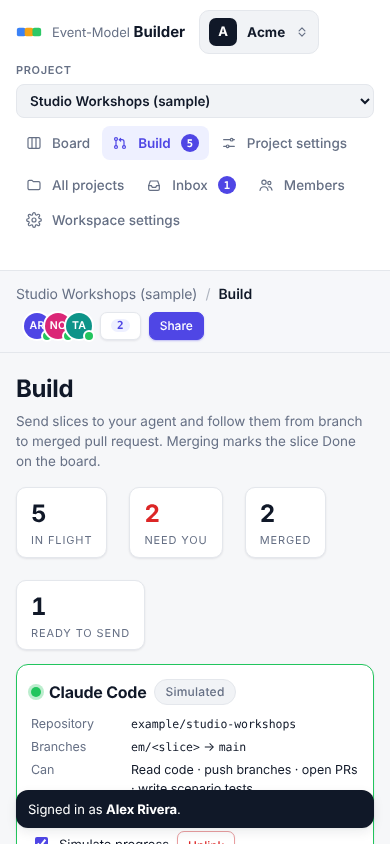 Event-Model Builder
A Acme
PROJECT
Studio Workshops (sample)
Board
Build 5
Project settings
All projects
Inbox 1
Members
Workspace settings
Studio Workshops (sample) / Build
AR NO TA 2 Share
Build
Send slices to your agent and follow them from branch
to merged pull request. Merging marks the slice Done
on the board.
5
IN FLIGHT
2
NEED YOU
2
MERGED
1
READY TO SEND
Claude Code Simulated
Repository example/studio-workshops
Branches em/<slice> → main
Can Read code · push branches · open PRs
· write scenario tests
Signed in as Alex Rivera.
Simulate progress